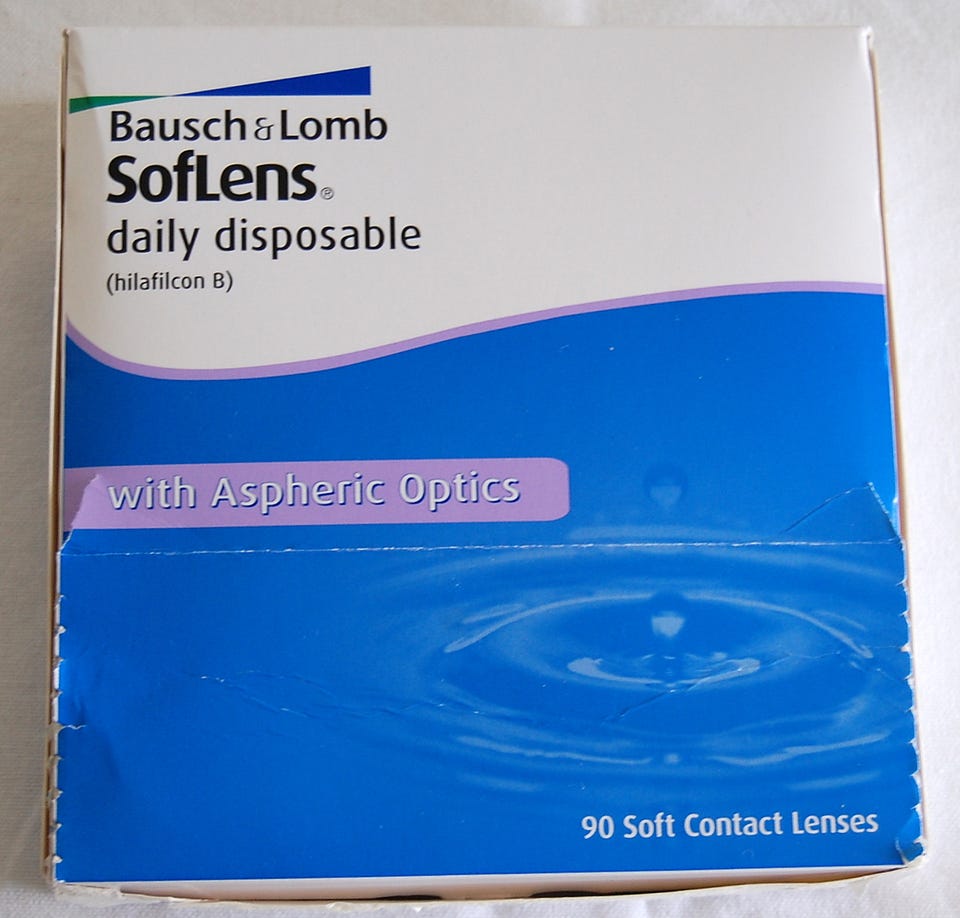 Bausch & Lomb
SofLens®
daily disposable
(hilafilcon B)
with Aspheric Optics
90 Soft Contact Lenses